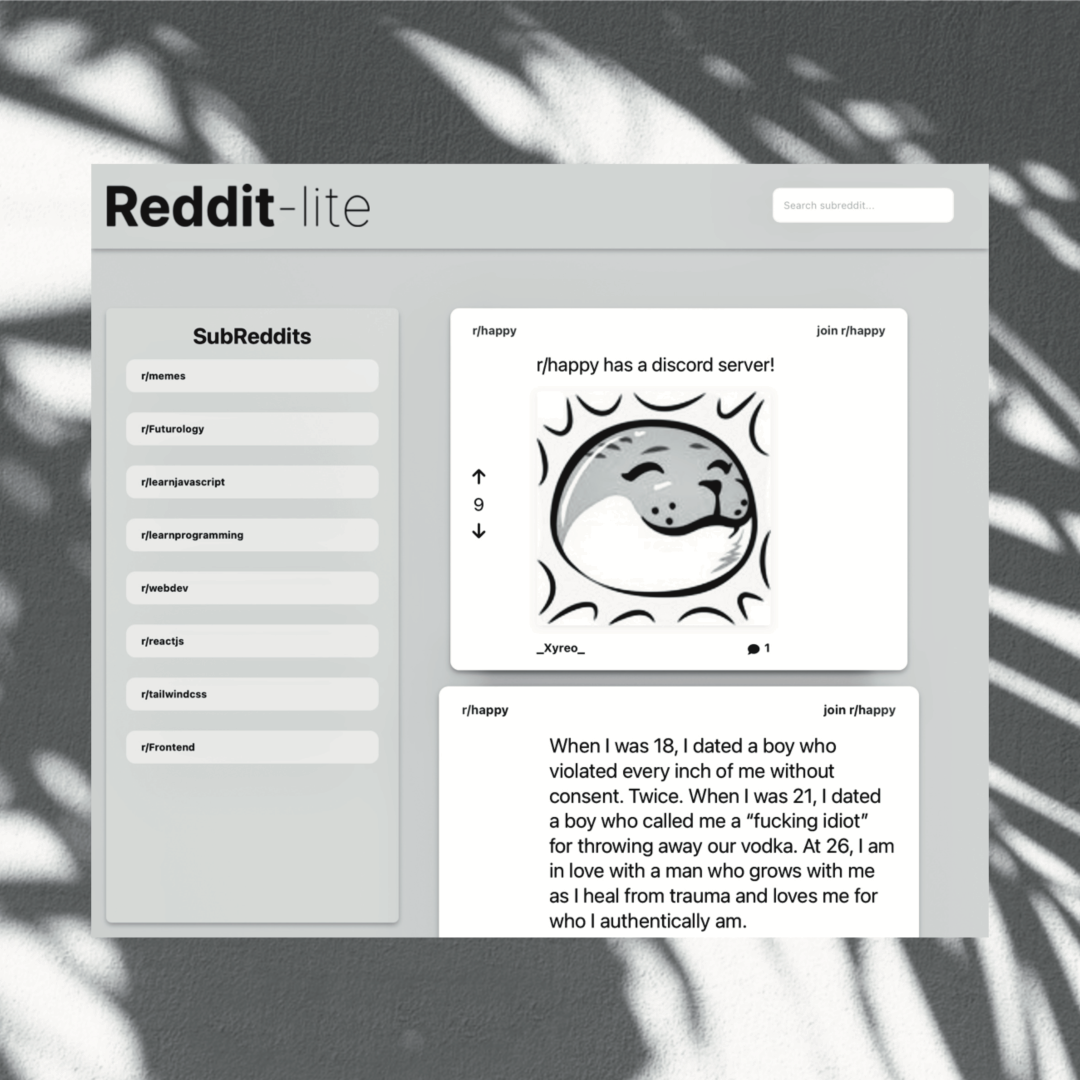 Reddit-lite
Search subreddit...
SubReddits
r/memes
r/Futurology
r/learnjavascript
r/learnprogramming
r/webdev
r/reactjs
r/tailwindcss
r/Frontend
r/happy
join r/happy
r/happy has a discord server!
9
_Xyreo_
1
r/happy
join r/happy
When I was 18, I dated a boy who
violated every inch of me without
consent. Twice. When I was 21, I dated
a boy who called me a “fucking idiot”
for throwing away our vodka. At 26, I am
in love with a man who grows with me
as I heal from trauma and loves me for
who I authentically am.